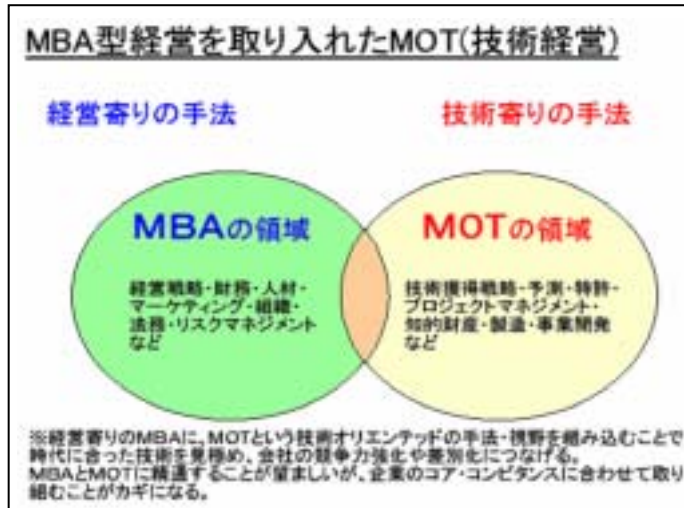 MBA型経営を取り入れたMOT(技術経営)
経営寄りの手法
技術寄りの手法
MBAの領域
経営戦略・財務・人材・
マーケティング・組織・
法務・リスクマネジメント
など
MOTの領域
技術獲得戦略・予測・特許・
プロジェクトマネジメント・
知的財産・製造・事業開発
など
※経営寄りのMBAに、MOTという技術オリエンテッドの手法・視野を組み込むことで
時代に合った技術を見極め、会社の競争力強化や差別化につなげる。
MBAとMOTに精通することが望ましいが、企業のコア・コンピタンスに合わせて取り
組むことがカギになる。